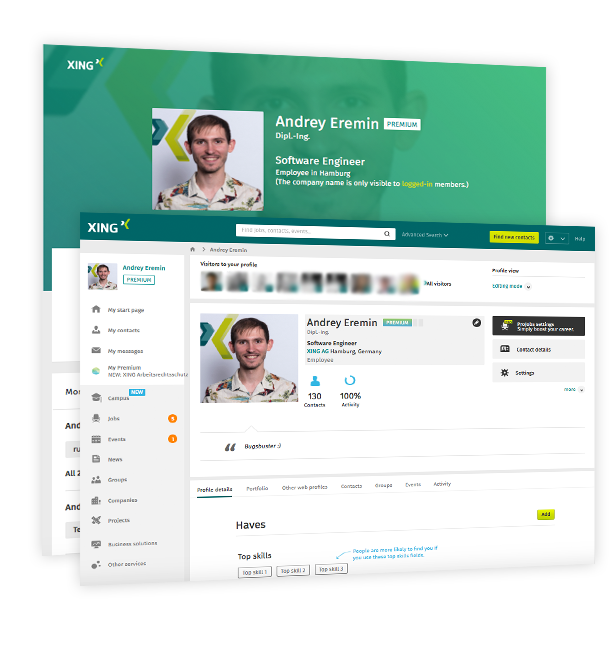 XING
Andrey Eremin PREMIUM
Dipl.-Ing.
Software Engineer
Employee in Hamburg
(The company name is only visible to logged-in members.)
XING
Find jobs, contacts, events...
Advanced Search
Find new contacts
Help
Andrey Eremin
Andrey Eremin
PREMIUM
Visitors to your profile
All visitors
Profile view
Editing mode
My start page
My contacts
My messages
My Premium
NEW: XING Arbeitsrechtsschutz
NEW
Campus
Jobs
Events
News
Groups
Companies
Projects
Business solutions
Other services
Andrey Eremin PREMIUM
Dipl.-Ing.
Software Engineer
XING AG Hamburg, Germany
Employee
130
Contacts
100%
Activity
ProJobs Settings
Simply boost your career.
Contact details
Settings
more
Bugsbuster :)
Profile details
Portfolio
Other web profiles
Contacts
Groups
Events
Activity
Haves
Add
Top skills
People are more likely to find you if
you use these top skills fields.
Top skill 1
Top skill 2
Top skill 3
Mo
ru
All 2
And
Te